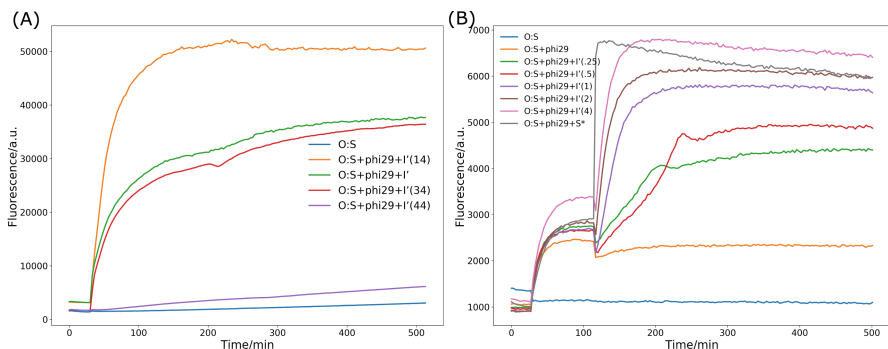 (A)
50000
40000
30000
20000
10000
0
Fluorescence/a.u.
0
100
200
300
400
500
Time/min
O:S
O:S+phi29+I'(14)
O:S+phi29+I'
O:S+phi29+I'(34)
O:S+phi29+I'(44)
(B)
7000
6000
5000
4000
3000
2000
1000
Fluorescence/a.u.
0
100
200
300
400
500
Time/min
O:S
O:S+phi29
O:S+phi29+I'(.25)
O:S+phi29+I'(.5)
O:S+phi29+I'(1)
O:S+phi29+I'(2)
O:S+phi29+I'(4)
O:S+phi29+S*